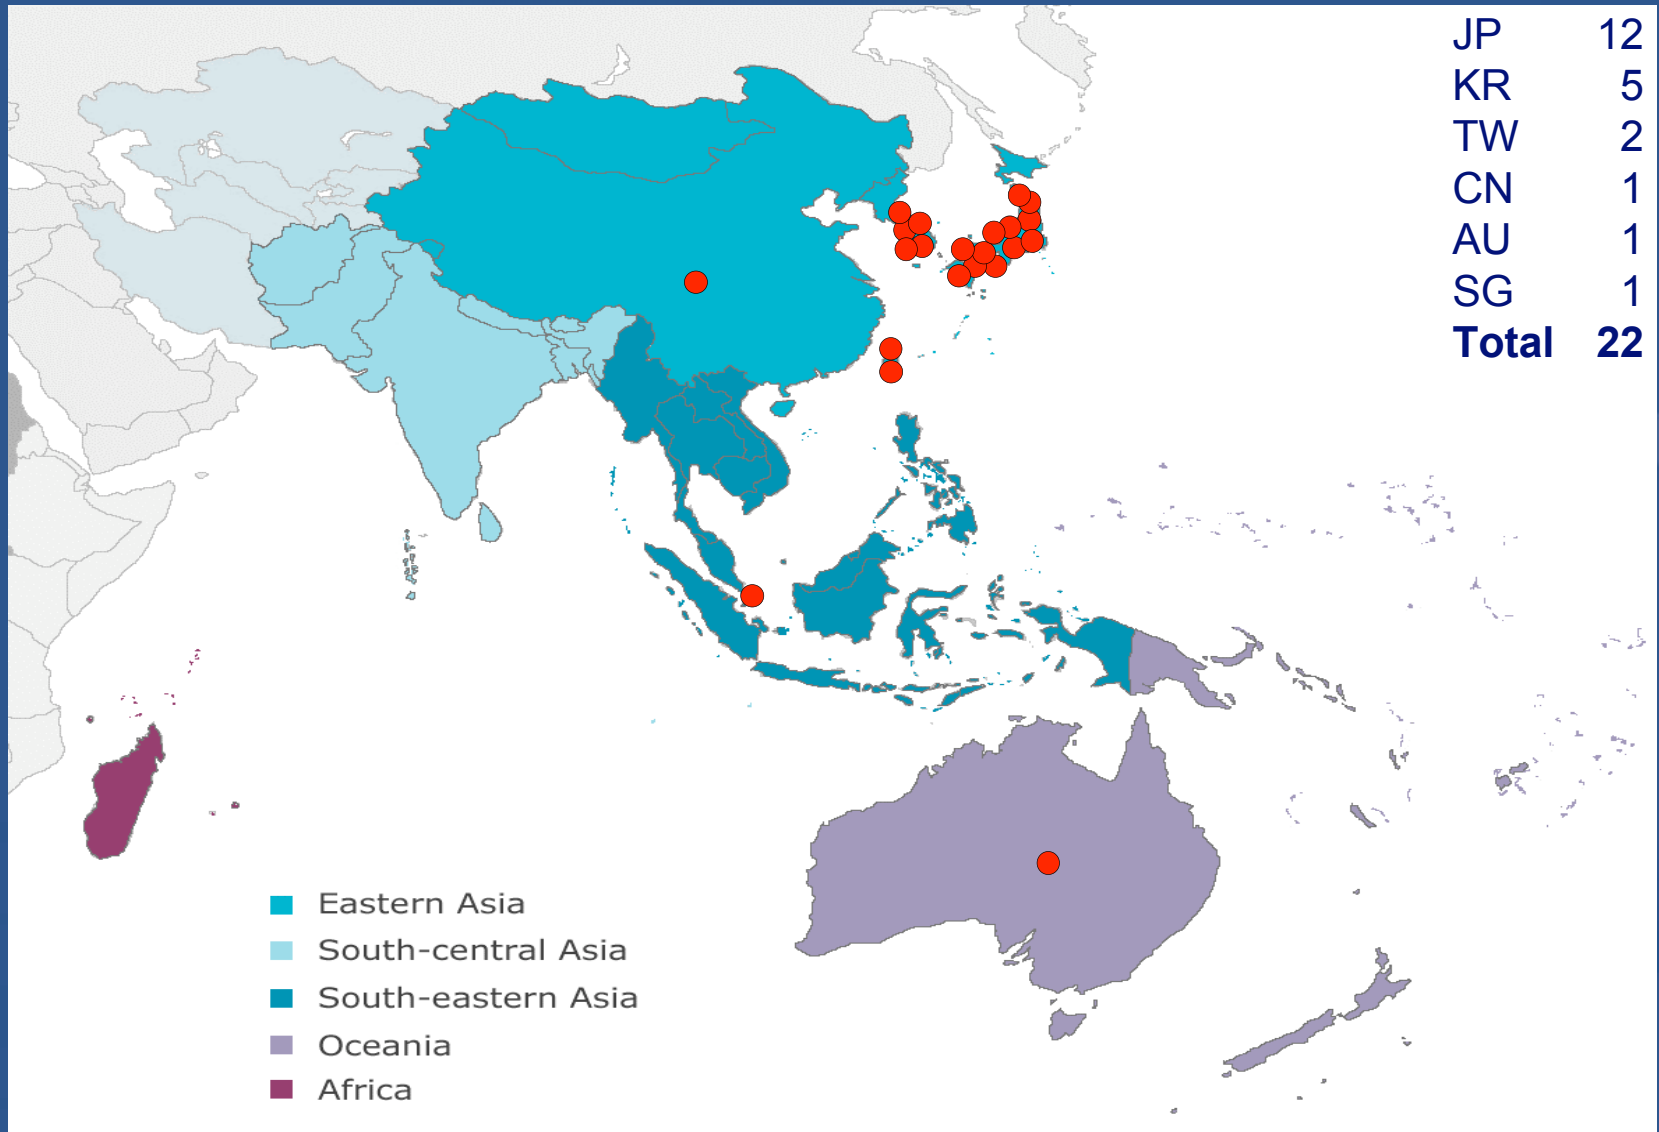 JP 12
KR 5
TW 2
CN 1
AU 1
SG 1
Total 22
Eastern Asia
South-central Asia
South-eastern Asia
Oceania
Africa